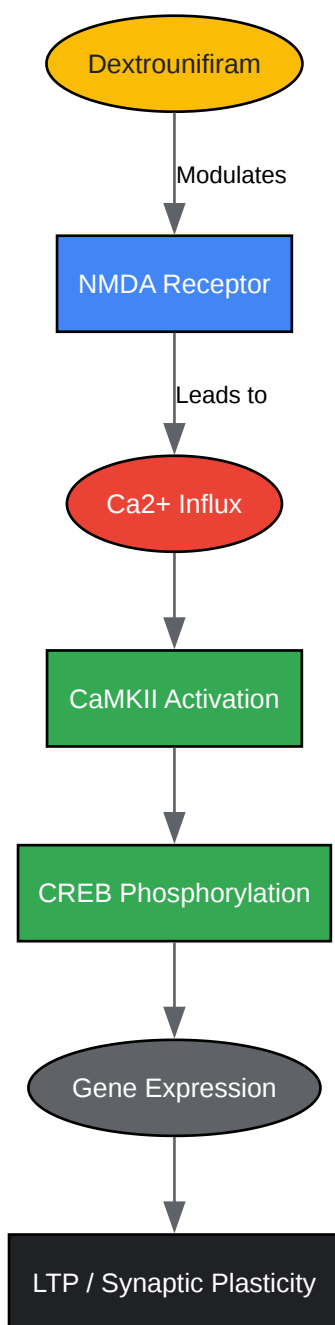 Dextrounifiram
Modulates
NMDA Receptor
Leads to
Ca2+ Influx
CaMKII Activation
CREB Phosphorylation
Gene Expression
LTP / Synaptic Plasticity